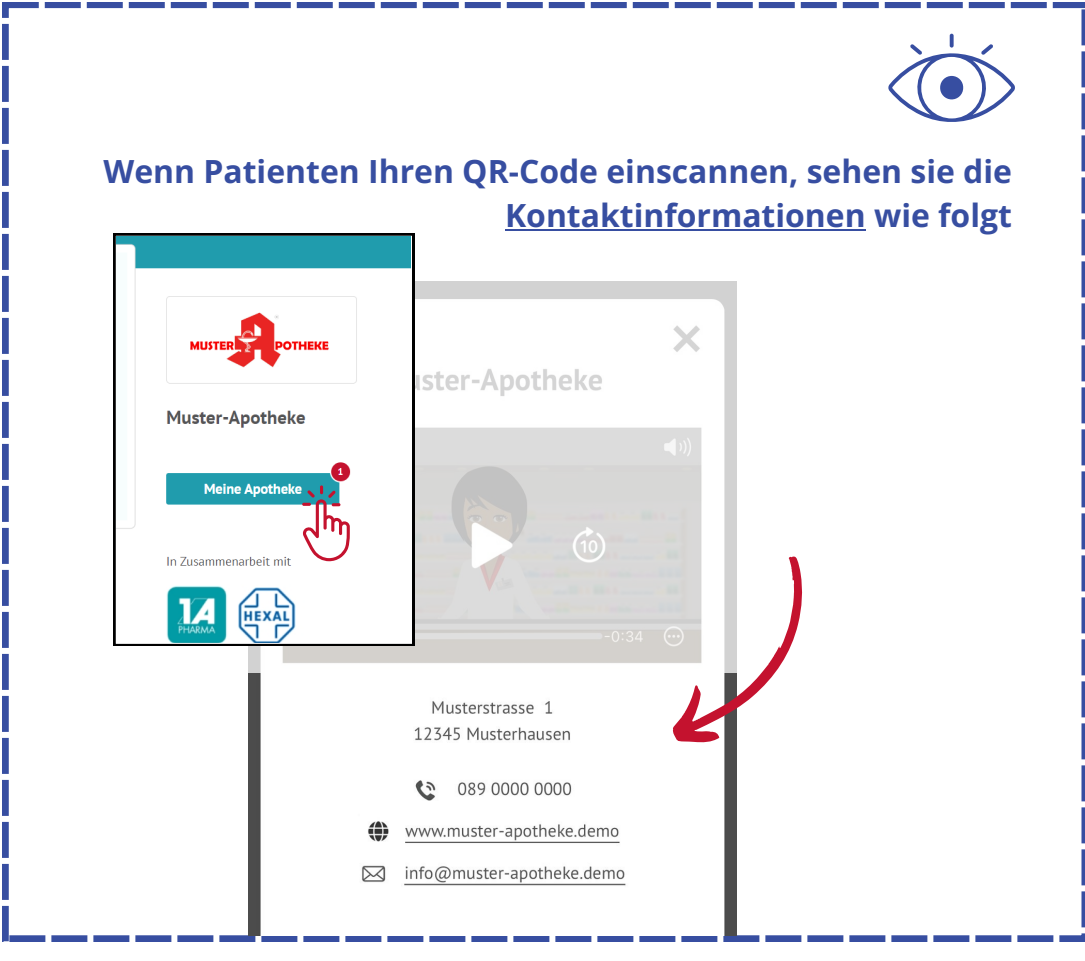 Wenn Patienten Ihren QR-Code einscannen, sehen sie die
Kontaktinformationen wie folgt
MUSTER A POTHEKE
Muster-Apotheke
1
Meine Apotheke
In Zusammenarbeit mit
1A
PHARMA
HEXAL
uster-Apotheke
10
-0:34
Musterstrasse 1
12345 Musterhausen
089 0000 0000
www.muster-apotheke.demo
info@muster-apotheke.demo